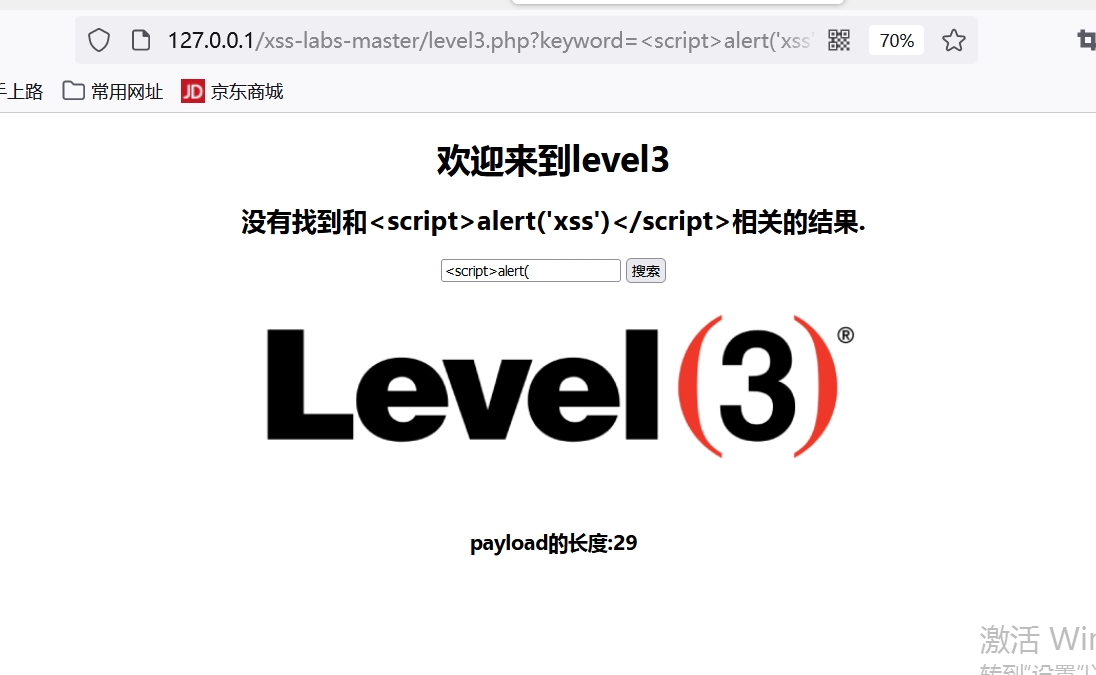 127.0.0.1/xss-labs-master/level3.php?keyword=<script>alert('xss' 70%
上路 常用网址 JD 京东商城
欢迎来到level3
没有找到和<script>alert('xss')</script>相关的结果.
<script>alert( 搜索
Level(3)®
payload的长度:29
激活 Win
转到"设置"